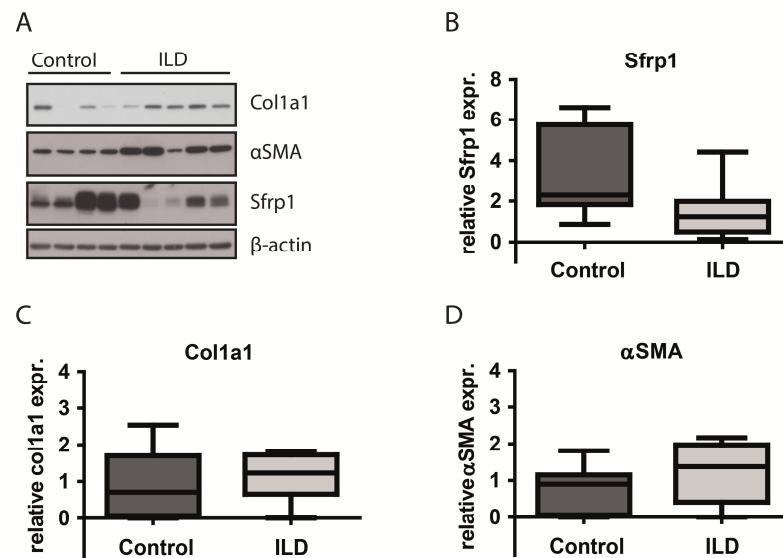 A
Control ILD
Col1a1
αSMA
Sfrp1
β-actin
B
Sfrp1
relative Sfrp1 expr.
8
6
4
2
0
Control ILD
C
Col1a1
relative col1a1 expr.
4
3
2
1
0
Control ILD
D
αSMA
relative αSMA expr.
4
3
2
1
0
Control ILD